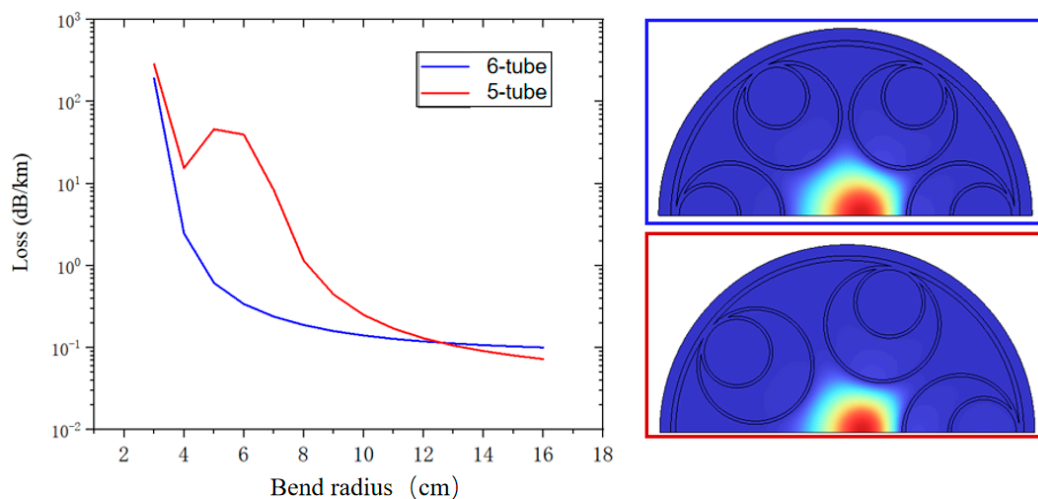 10³
10²
10¹
10⁰
10⁻¹
10⁻²
Loss (dB/km)
6-tube
5-tube
2 4 6 8 10 12 14 16 18
Bend radius（cm）